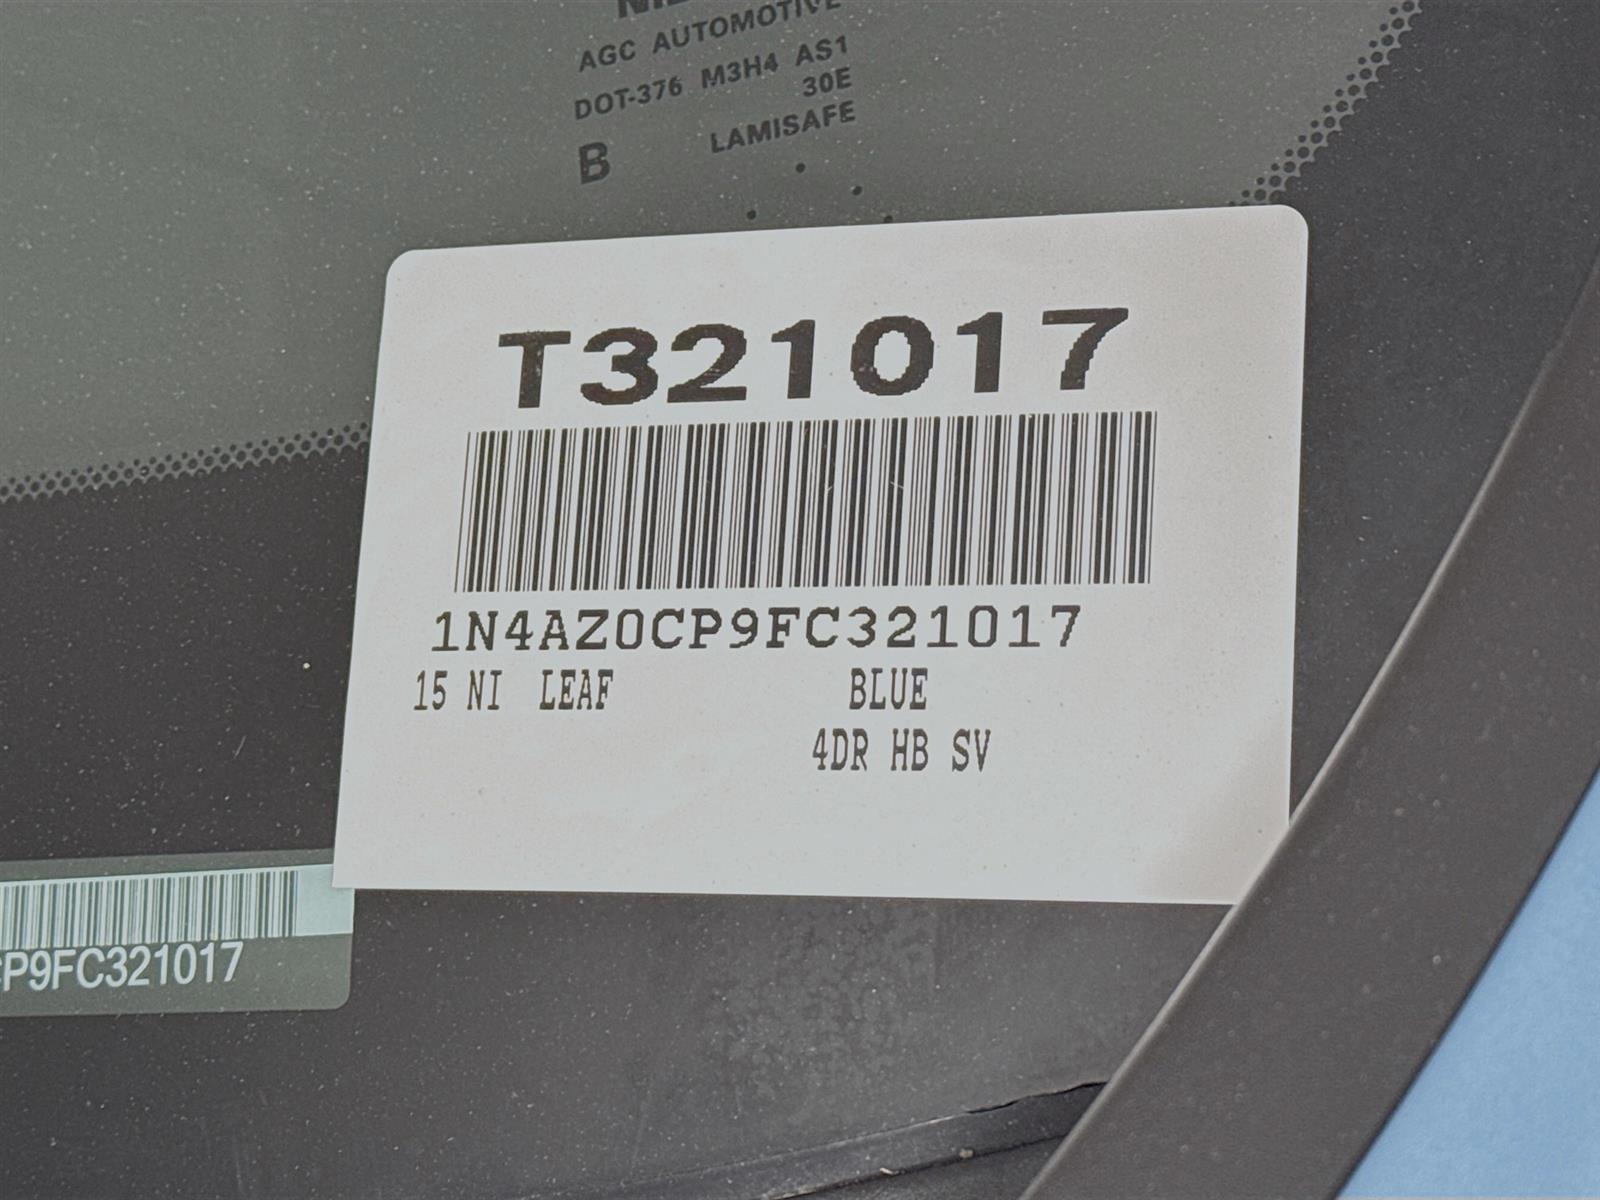 AGC AUTOMOTIVE
DOT-376 M3H4 AS1
30E
B LAMISAFE
T321017
1N4AZ0CP9FC321017
15 NI LEAF BLUE
4DR HB SV
P9FC321017